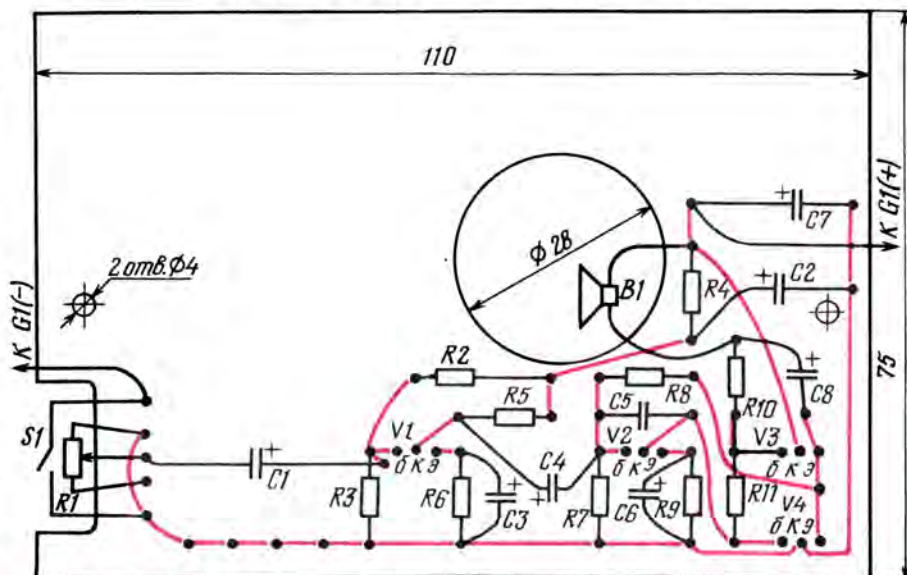 110
+
C7
К G1(+)
ф 28
2 отв. Ф4
B1
R4
+
C2
К G1(-)
75
R2
R8
R10
+
C8
R5
C5
S1
V1
V2
V3
б к э
б к э
б к э
+
C1
R1
R3
R6
+
C3
C4
+
R7
C6
+
R9
R11
V4
б к э